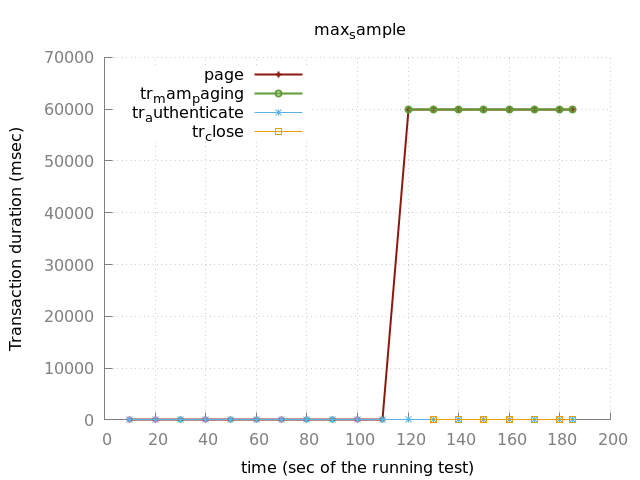 max_sample
70000
60000
50000
40000
30000
20000
10000
0
0 20 40 60 80 100 120 140 160 180 200
Transaction duration (msec)
time (sec of the running test)
page
tr_mam_paging
tr_authenticate
tr_close